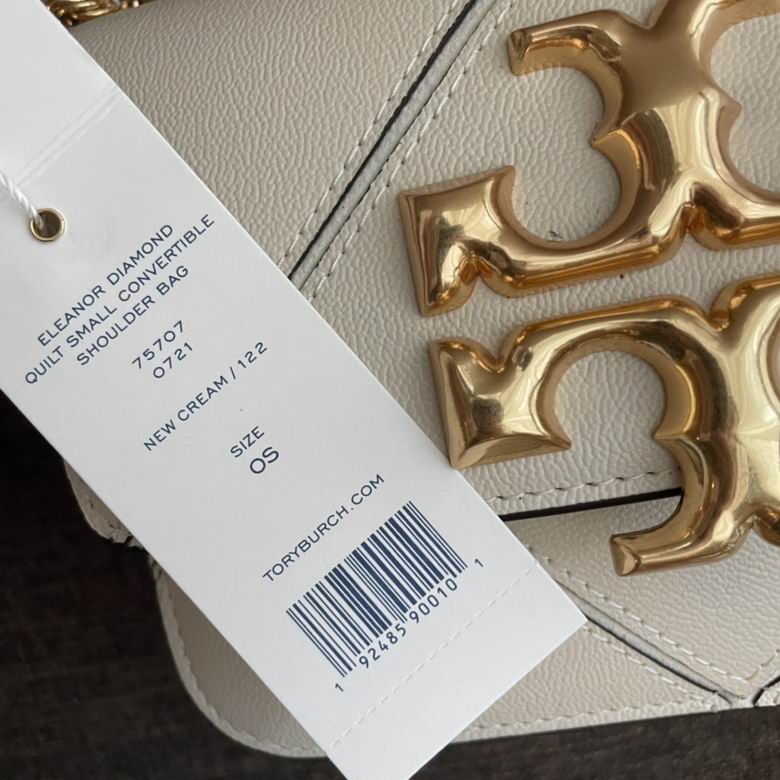 ELEANOR DIAMOND
QUILT SMALL CONVERTIBLE
SHOULDER BAG
75707
0721
NEW CREAM / 122
SIZE
OS
TORYBURCH.COM
1 92485 90010 1